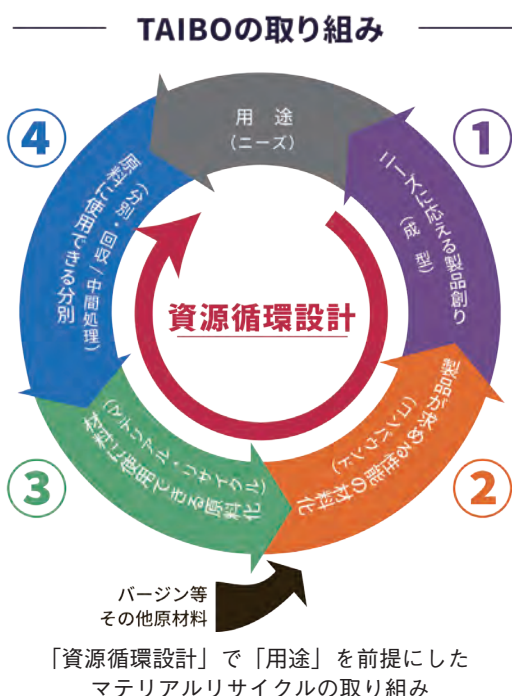 TAIBOの取り組み
用 途
（ニーズ）
①
ニーズに応える製品創り
（成 型）
②
製品が求める性能の材料化
（コンパウンド）
③
材料に使用できる原料化
（マテリアル・リサイクル）
④
原料に使用できる分別
（分別・回収／中間処理）
資源循環設計
バージン等
その他原材料
「資源循環設計」で「用途」を前提にした
マテリアルリサイクルの取り組み